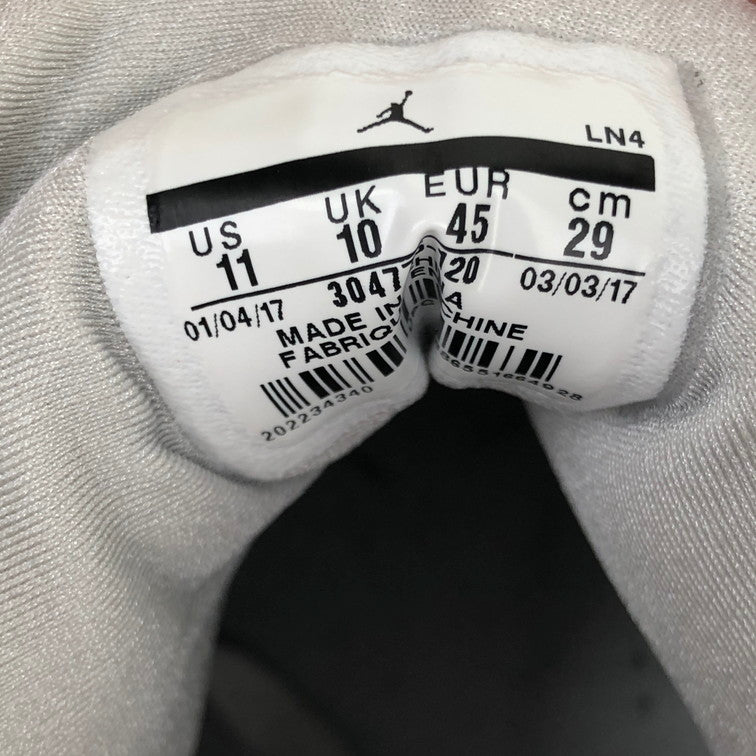 LN4
US UK EUR cm
11 10 45 29
3047 20
01/04/17 03/03/17
MADE IN
FABRIQU CHINE
202234340